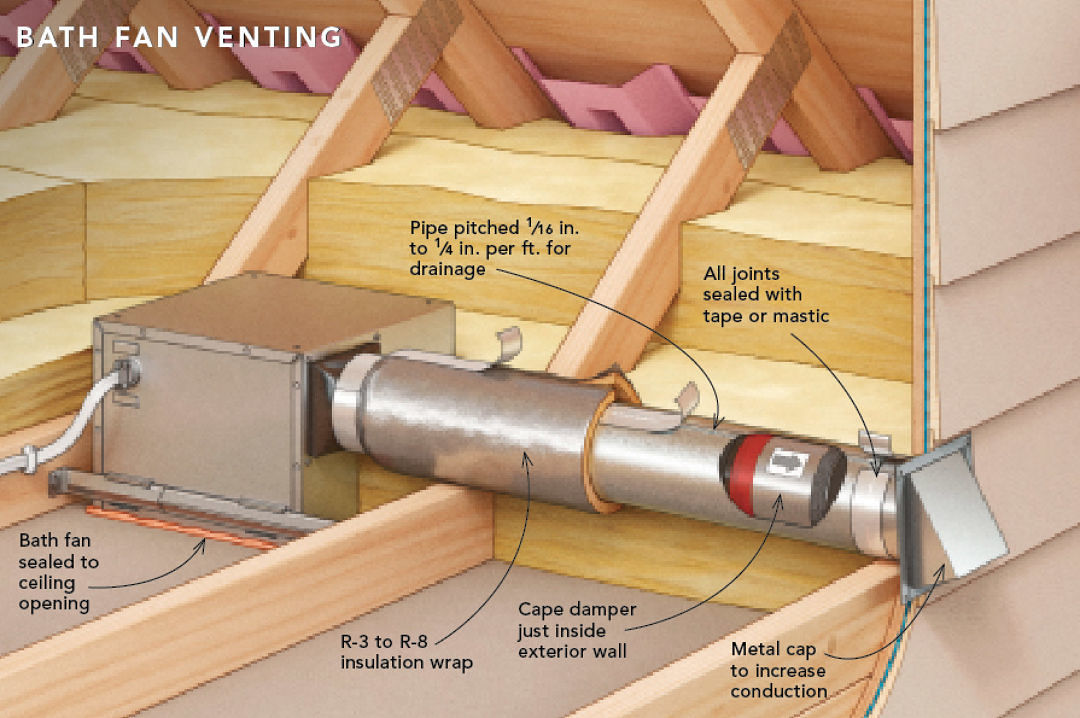 BATH FAN VENTING
Pipe pitched 1/16 in.
to 1/4 in. per ft. for
drainage
All joints
sealed with
tape or mastic
Bath fan
sealed to
ceiling
opening
R-3 to R-8
insulation wrap
Cape damper
just inside
exterior wall
Metal cap
to increase
conduction